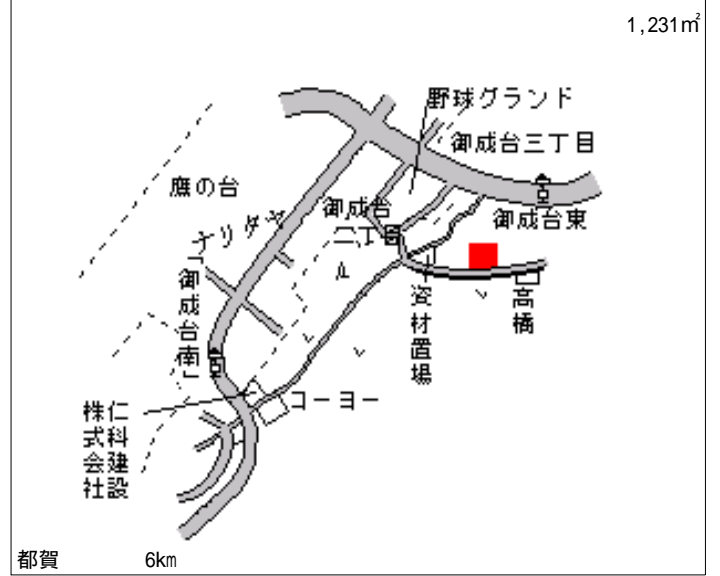 1,231㎡
野球グランド
御成台三丁目
鷹の台
御成台
二丁目
御成台東
ナリタヤ
「御成台南」
資材置場
高橋
コーヨー
仁科建設
株式会社
都賀 6km